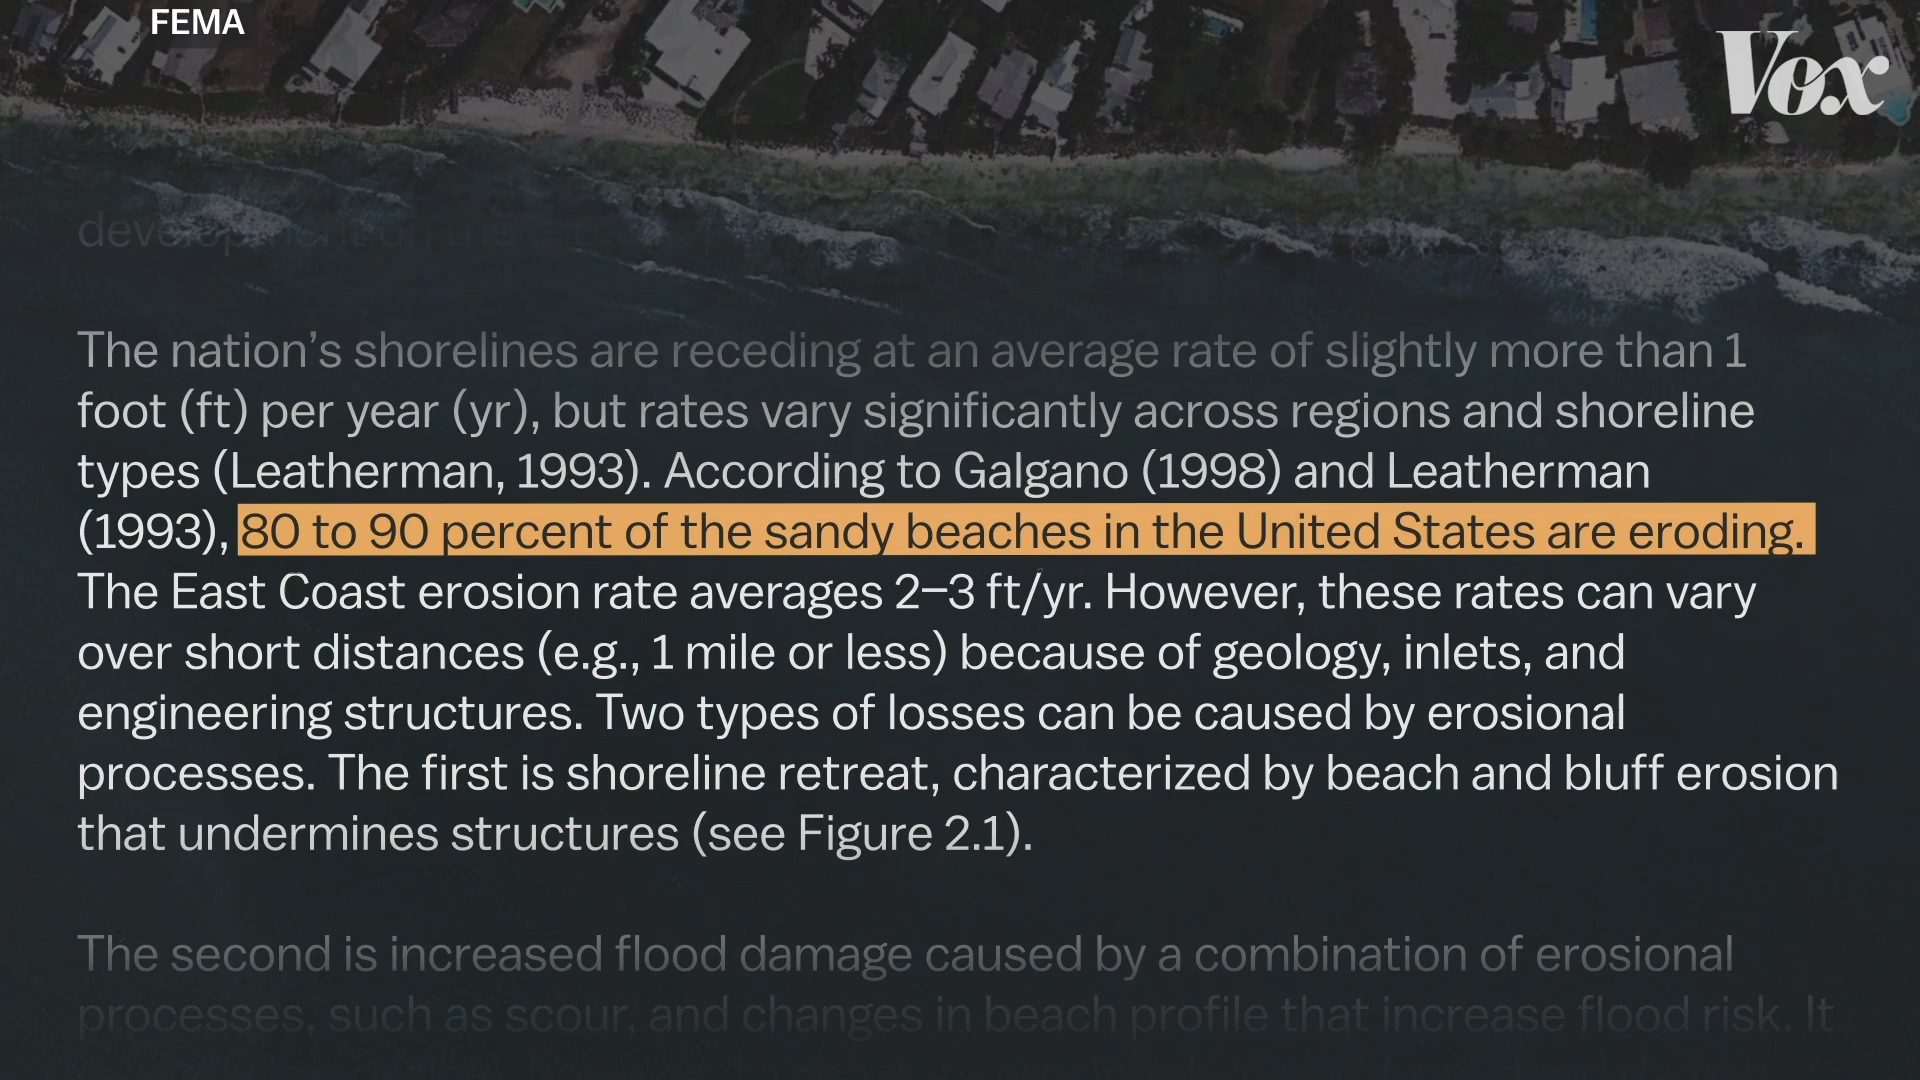 FEMA
Vox
The nation’s shorelines are receding at an average rate of slightly more than 1
foot (ft) per year (yr), but rates vary significantly across regions and shoreline
types (Leatherman, 1993). According to Galgano (1998) and Leatherman
(1993), 80 to 90 percent of the sandy beaches in the United States are eroding.
The East Coast erosion rate averages 2–3 ft/yr. However, these rates can vary
over short distances (e.g., 1 mile or less) because of geology, inlets, and
engineering structures. Two types of losses can be caused by erosional
processes. The first is shoreline retreat, characterized by beach and bluff erosion
that undermines structures (see Figure 2.1).
The second is increased flood damage caused by a combination of erosional
processes, such as scour, and changes in beach profile that increase flood risk. It